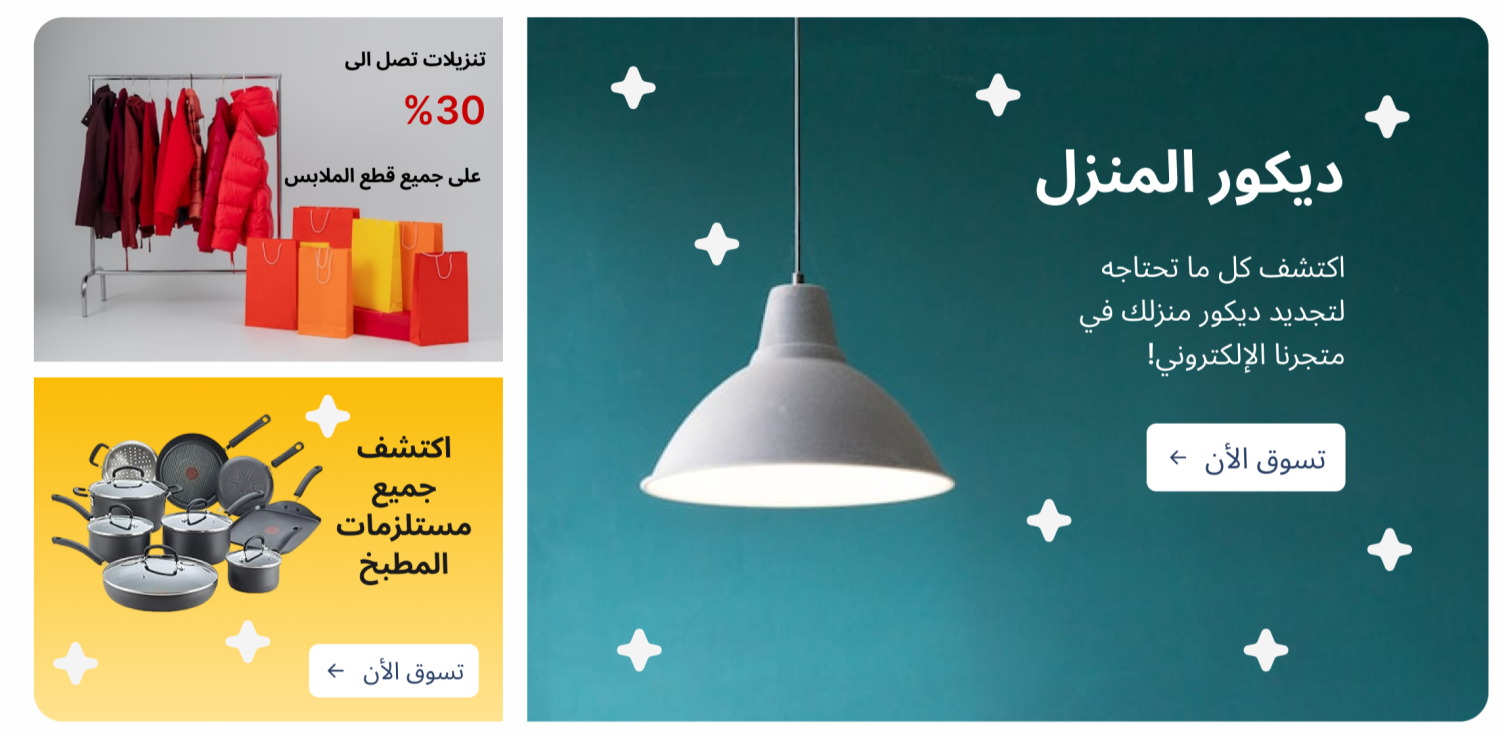 ديكور المنزل
اكتشف كل ما تحتاجه
لتجديد ديكور منزلك في
متجرنا الإلكتروني!
تسوق الأن ←
تنزيلات تصل الى
%30
على جميع قطع الملابس
اكتشف
جميع
مستلزمات
المطبخ
تسوق الأن ←